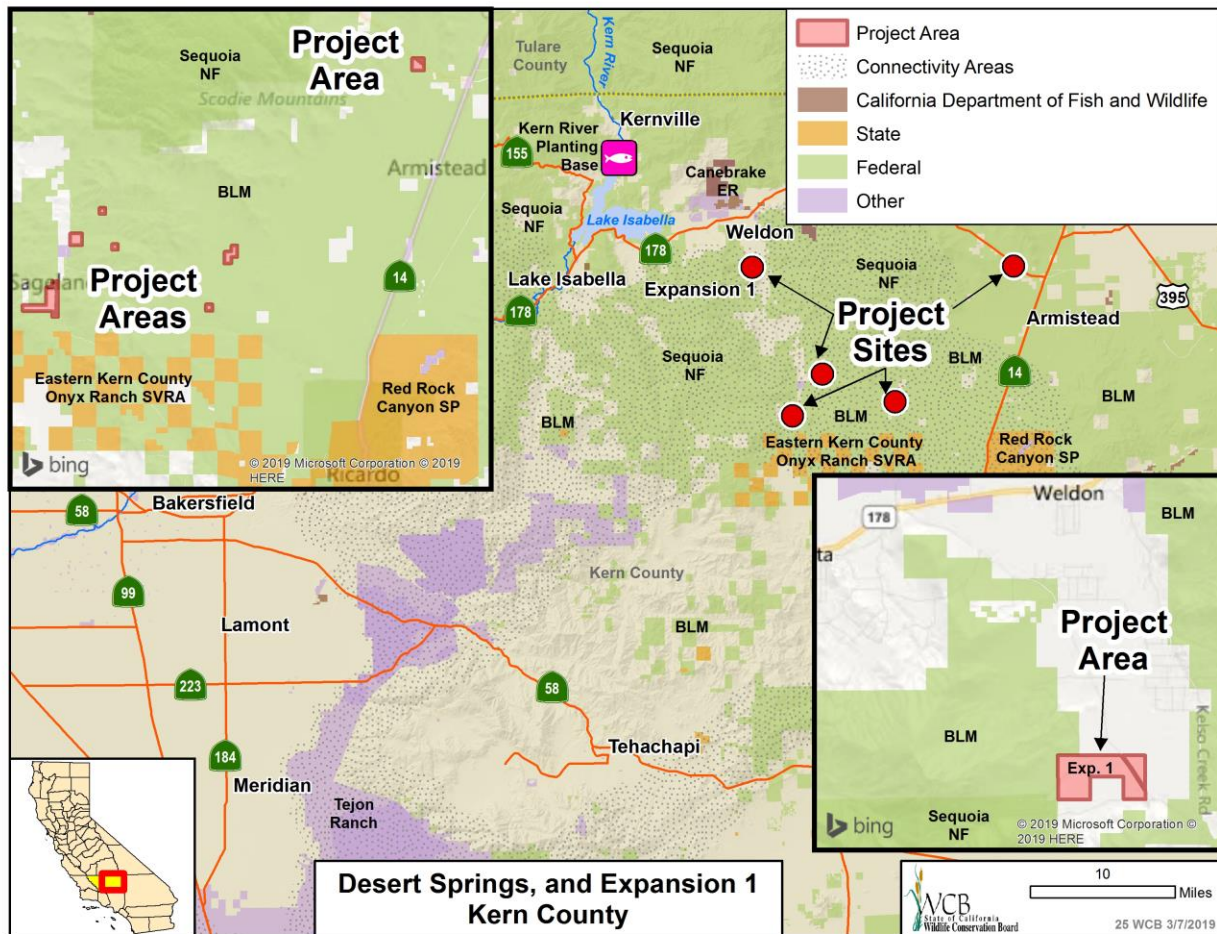 Project
Area
Sequoia
NF
Scodie Mountains
Armistead
BLM
14
Project
Areas
Eastern Kern County
Onyx Ranch SVRA
Red Rock
Canyon SP
Ricardo
bing
© 2019 Microsoft Corporation © 2019
HERE
Tulare
County
Kern River
Sequoia
NF
Kernville
Kern River
Planting
Base
155
Canebrake
ER
Sequoia
NF
Lake Isabella
Weldon
178
Lake Isabella
178
Expansion 1
Sequoia
NF
395
Project
Sites
Armistead
Sequoia
NF
BLM
14
BLM
BLM
BLM
Eastern Kern County
Onyx Ranch SVRA
Red Rock
Canyon SP
Project Area
Connectivity Areas
California Department of Fish and Wildlife
State
Federal
Other
Bakersfield
58
99
Lamont
Kern County
BLM
223
58
184
Tehachapi
Meridian
Tejon
Ranch
Weldon
178
BLM
ta
Project
Area
Kelso Creek Rd
BLM
Exp. 1
Sequoia
NF
bing
© 2019 Microsoft Corporation ©
2019 HERE
Desert Springs, and Expansion 1
Kern County
WCB
State of California
Wildlife Conservation Board
10
Miles
25 WCB 3/7/2019